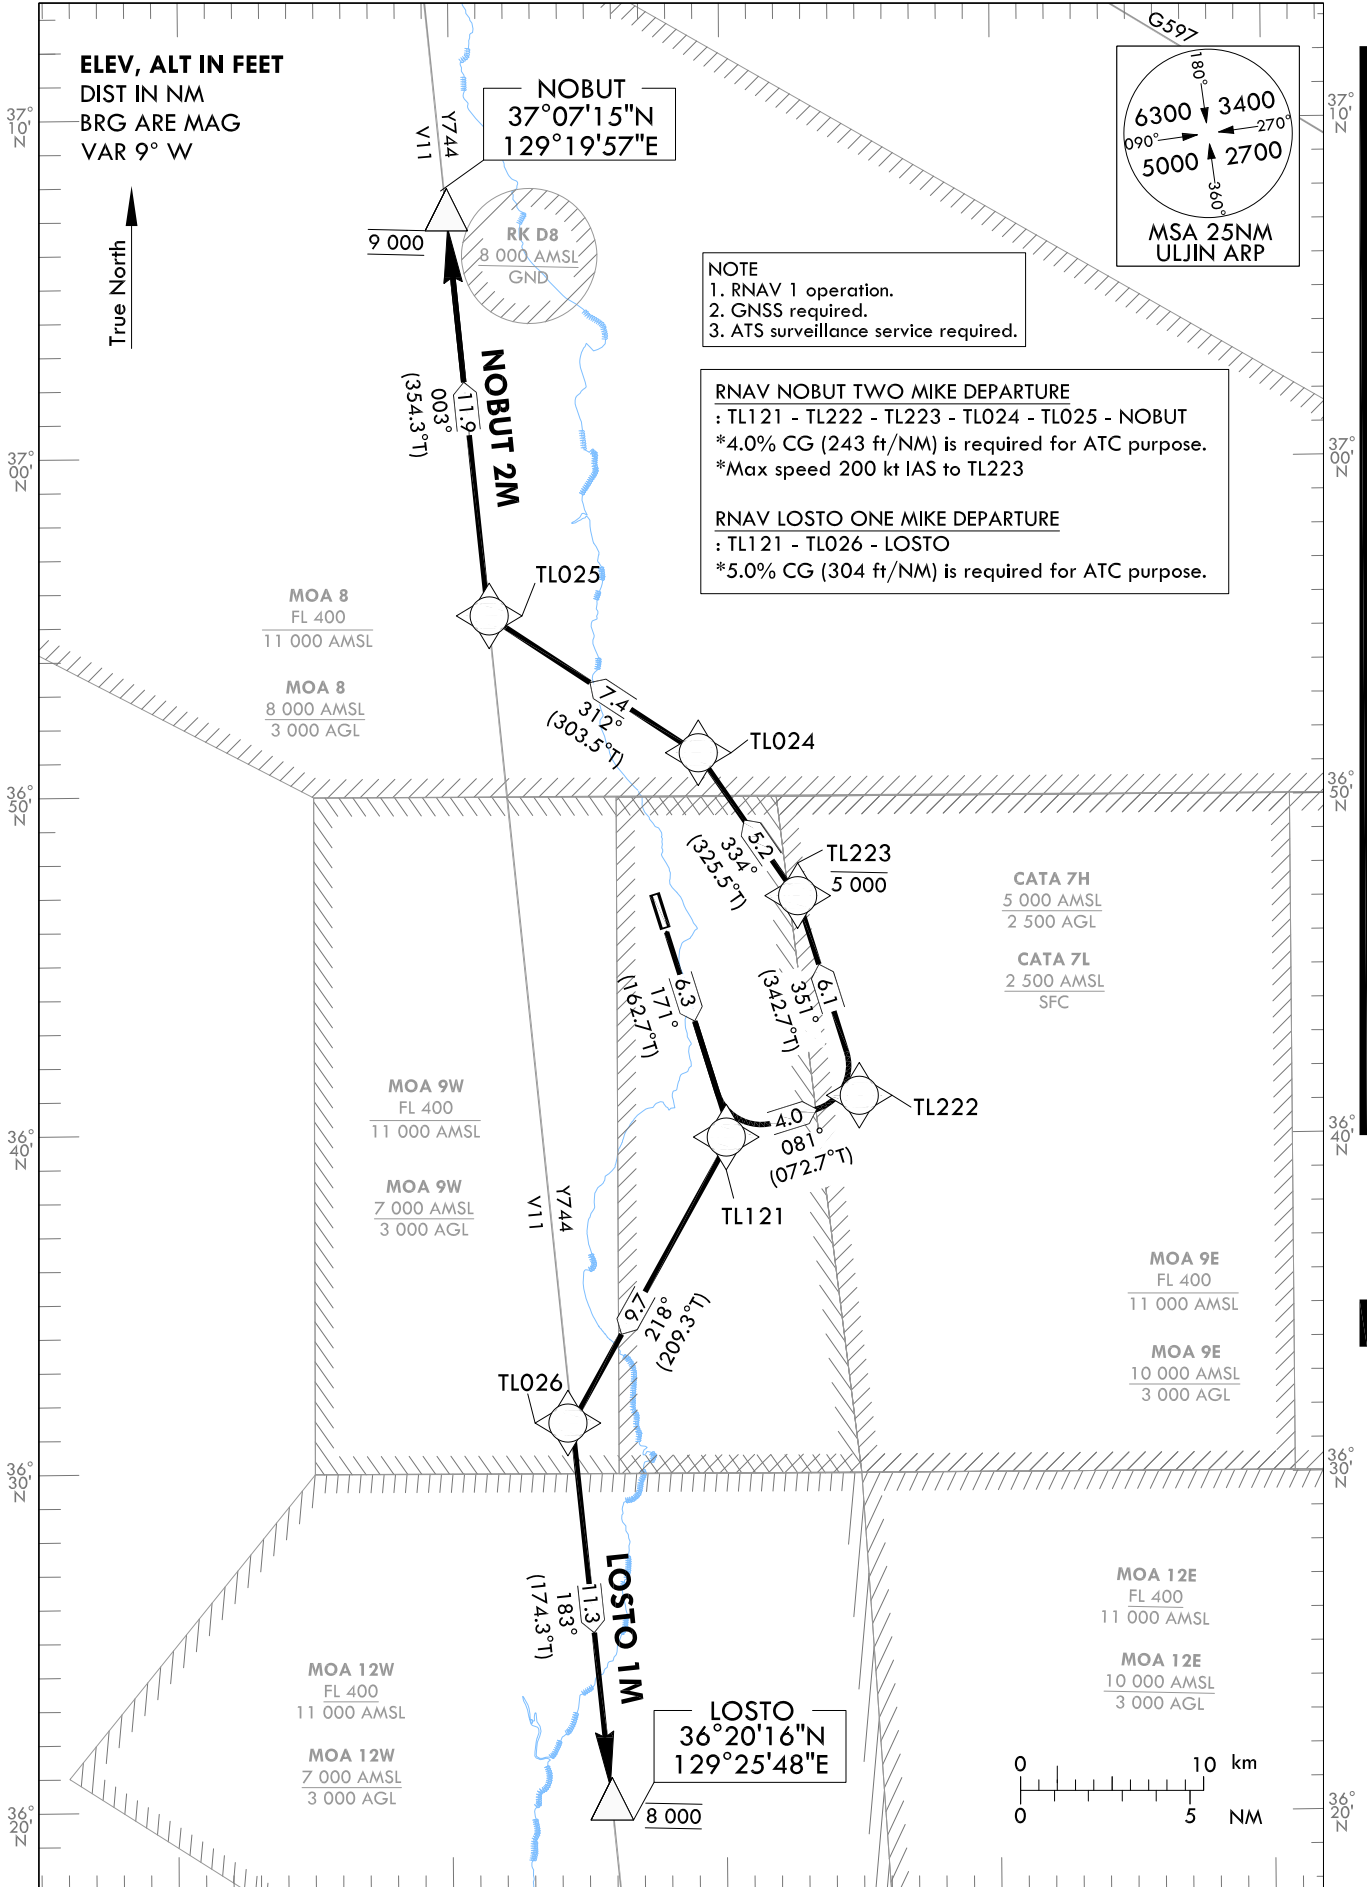 ELEV, ALT IN FEET
DIST IN NM
BRG ARE MAG
VAR 9° W
True North
G597
180°
6300 3400
090° 270°
5000 2700
360°
MSA 25NM
ULJIN ARP
NOBUT
37°07'15"N
129°19'57"E
Y744
V11
9 000
RK D8
8 000 AMSL
GND
NOTE
1. RNAV 1 operation.
2. GNSS required.
3. ATS surveillance service required.
RNAV NOBUT TWO MIKE DEPARTURE
: TL121 - TL222 - TL223 - TL024 - TL025 - NOBUT
*4.0% CG (243 ft/NM) is required for ATC purpose.
*Max speed 200 kt IAS to TL223
RNAV LOSTO ONE MIKE DEPARTURE
: TL121 - TL026 - LOSTO
*5.0% CG (304 ft/NM) is required for ATC purpose.
NOBUT 2M
11.9
003°
(354.3°T)
TL025
MOA 8
FL 400
11 000 AMSL
MOA 8
8 000 AMSL
3 000 AGL
7.4
312°
(303.5°T)
TL024
5.2
334°
(325.5°T)
TL223
5 000
CATA 7H
5 000 AMSL
2 500 AGL
CATA 7L
2 500 AMSL
SFC
6.3
171°
(162.7°T)
6.1
351°
(342.7°T)
TL222
4.0
081°
(072.7°T)
TL121
MOA 9W
FL 400
11 000 AMSL
MOA 9W
7 000 AMSL
3 000 AGL
Y744
V11
MOA 9E
FL 400
11 000 AMSL
MOA 9E
10 000 AMSL
3 000 AGL
9.7
218°
(209.3°T)
TL026
LOSTO 1M
11.3
183°
(174.3°T)
MOA 12W
FL 400
11 000 AMSL
MOA 12W
7 000 AMSL
3 000 AGL
MOA 12E
FL 400
11 000 AMSL
MOA 12E
10 000 AMSL
3 000 AGL
LOSTO
36°20'16"N
129°25'48"E
8 000
0 10 km
0 5 NM
37°
10'
N
37°
00'
N
36°
50'
N
36°
40'
N
36°
30'
N
36°
20'
N
37°
10'
N
37°
00'
N
36°
50'
N
36°
40'
N
36°
30'
N
36°
20'
N